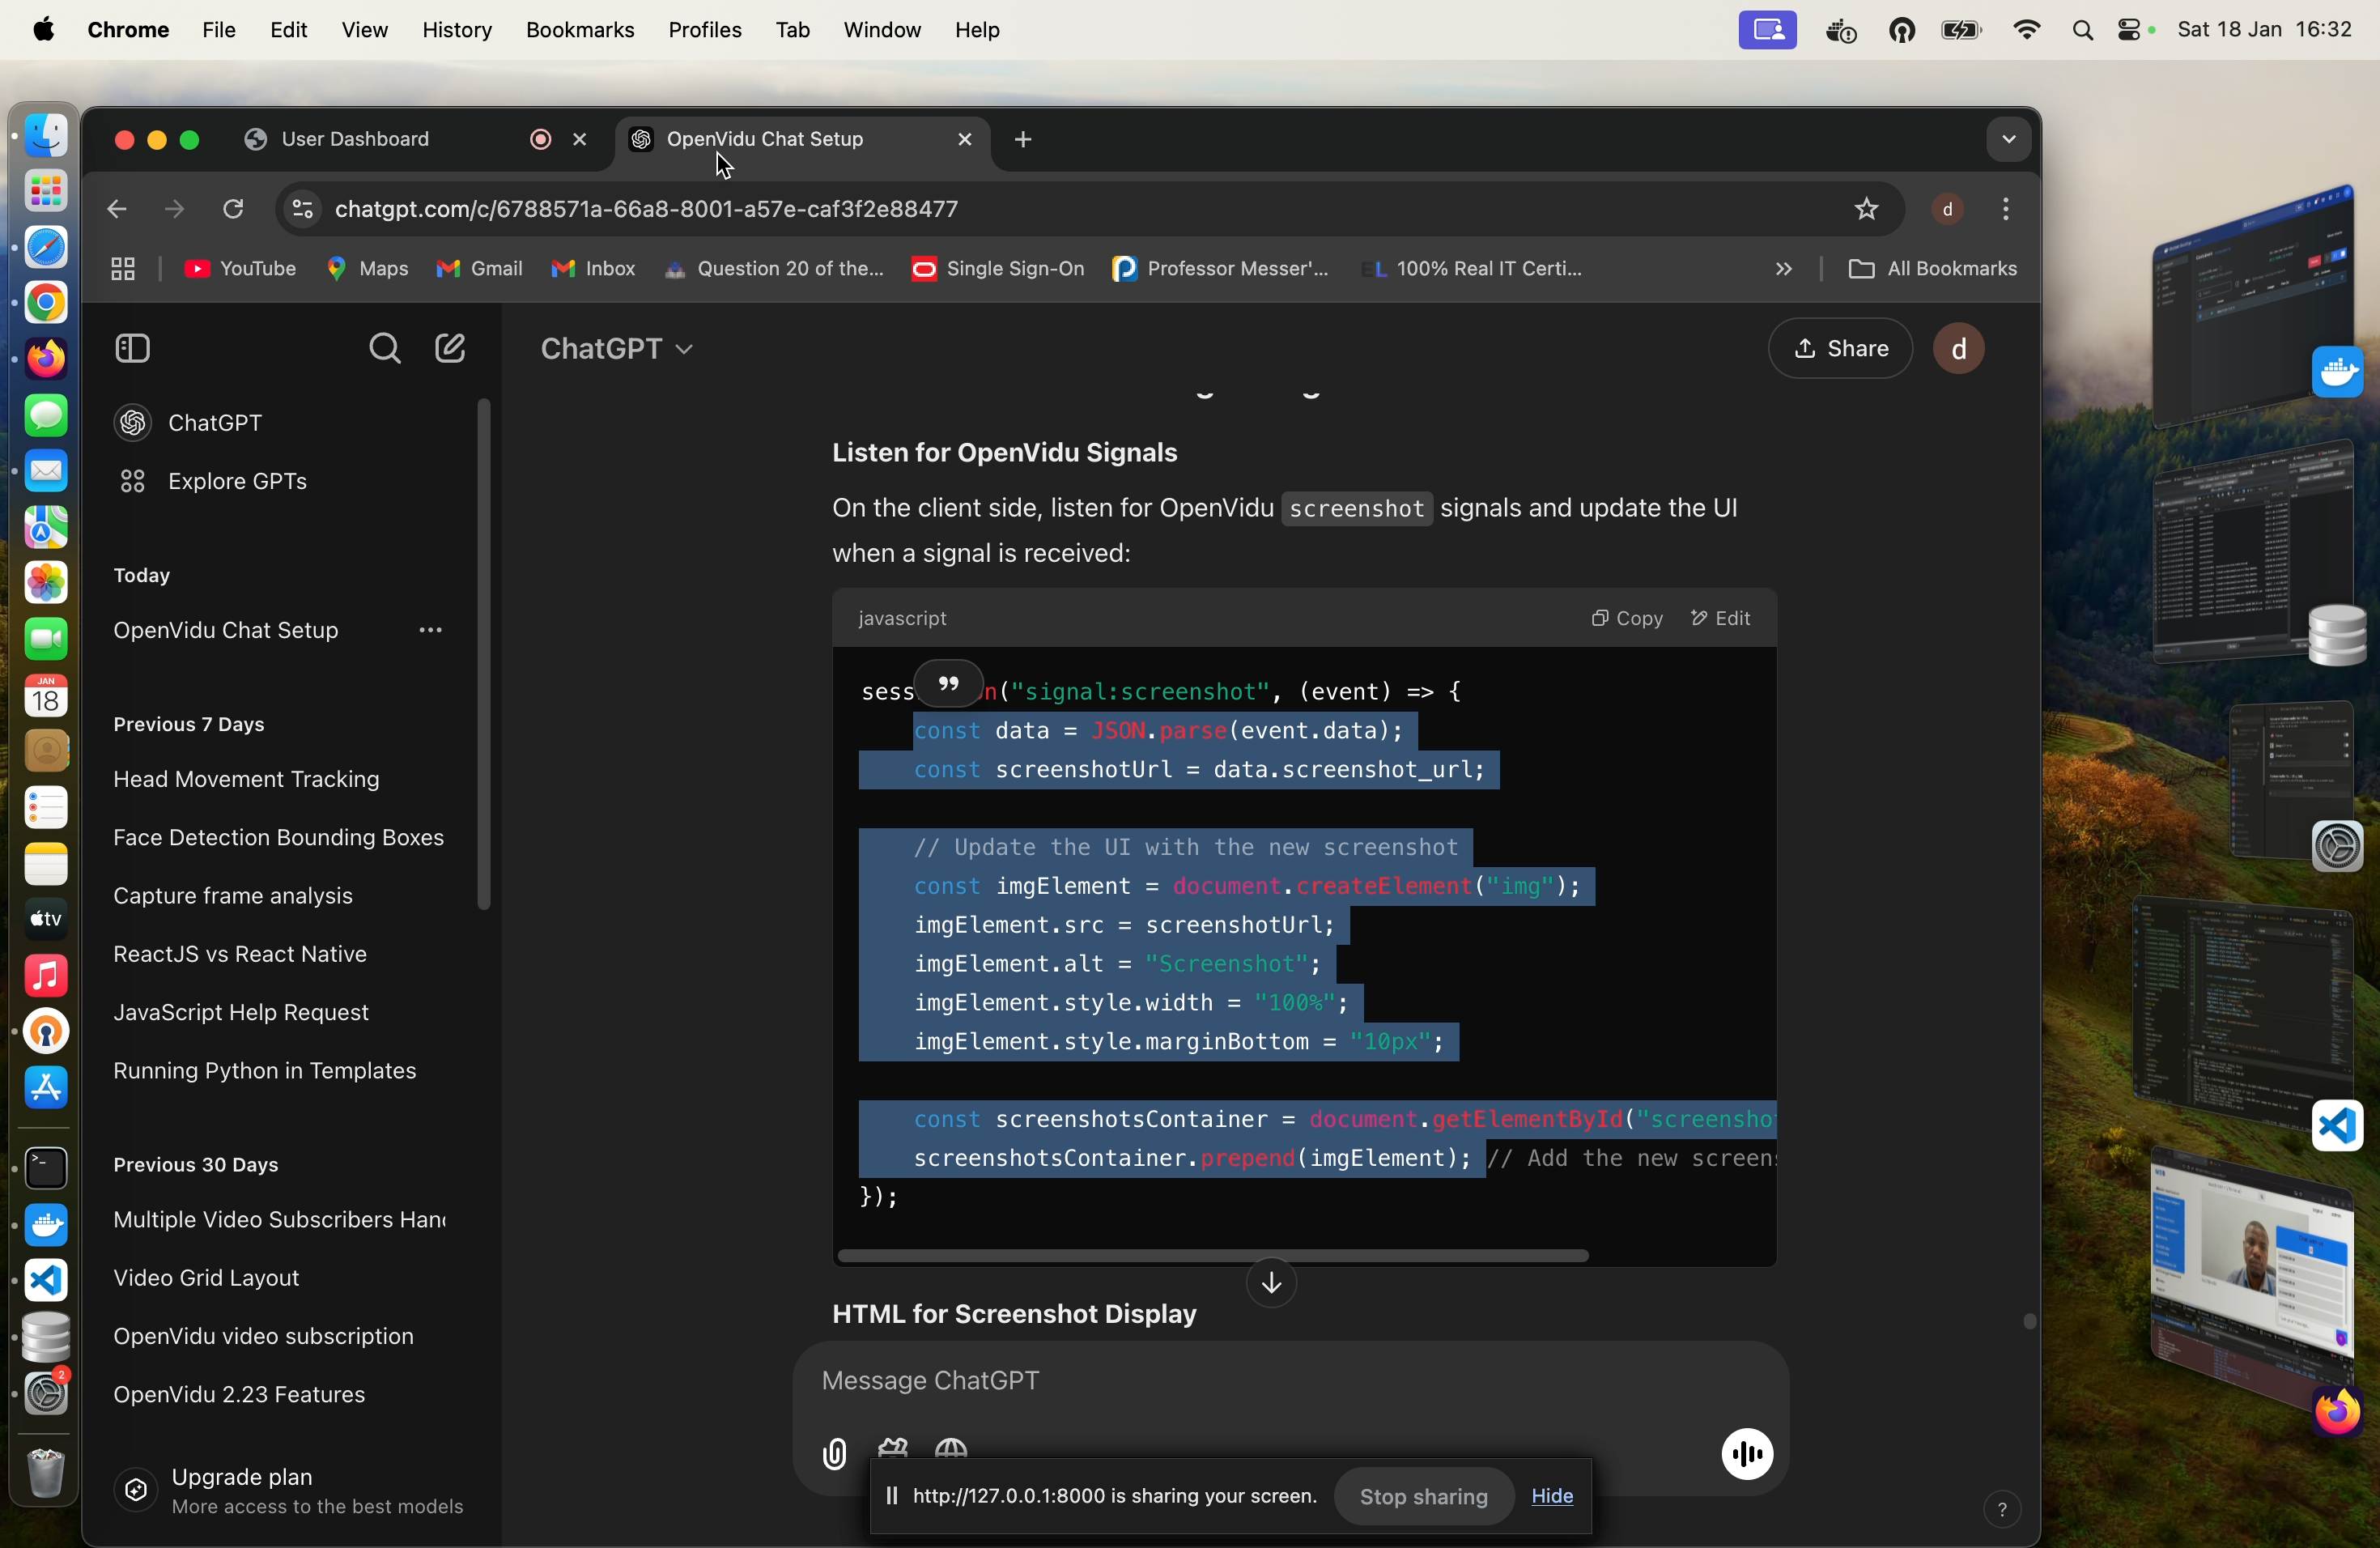 Chrome File Edit View History Bookmarks Profiles Tab Window Help
Sat 18 Jan 16:32
User Dashboard
OpenVidu Chat Setup
chatgpt.com/c/6788571a-66a8-8001-a57e-caf3f2e88477
d
YouTube Maps Gmail Inbox Question 20 of the... Single Sign-On Professor Messer'... EL 100% Real IT Certi... All Bookmarks
ChatGPT
Share
d
ChatGPT
Explore GPTs
Today
OpenVidu Chat Setup
Previous 7 Days
Head Movement Tracking
Face Detection Bounding Boxes
Capture frame analysis
ReactJS vs React Native
JavaScript Help Request
Running Python in Templates
Previous 30 Days
Multiple Video Subscribers Han
Video Grid Layout
OpenVidu video subscription
OpenVidu 2.23 Features
Upgrade plan
More access to the best models
Listen for OpenVidu Signals
On the client side, listen for OpenVidu screenshot signals and update the UI
when a signal is received:
javascript
Copy Edit
sess n("signal:screenshot", (event) => {
const data = JSON.parse(event.data);
const screenshotUrl = data.screenshot_url;
// Update the UI with the new screenshot
const imgElement = document.createElement("img");
imgElement.src = screenshotUrl;
imgElement.alt = "Screenshot";
imgElement.style.width = "100%";
imgElement.style.marginBottom = "10px";
const screenshotsContainer = document.getElementById("screensho
screenshotsContainer.prepend(imgElement); // Add the new screens
});
HTML for Screenshot Display
Message ChatGPT
http://127.0.0.1:8000 is sharing your screen.
Stop sharing
Hide
?
JAN
18
tv
2